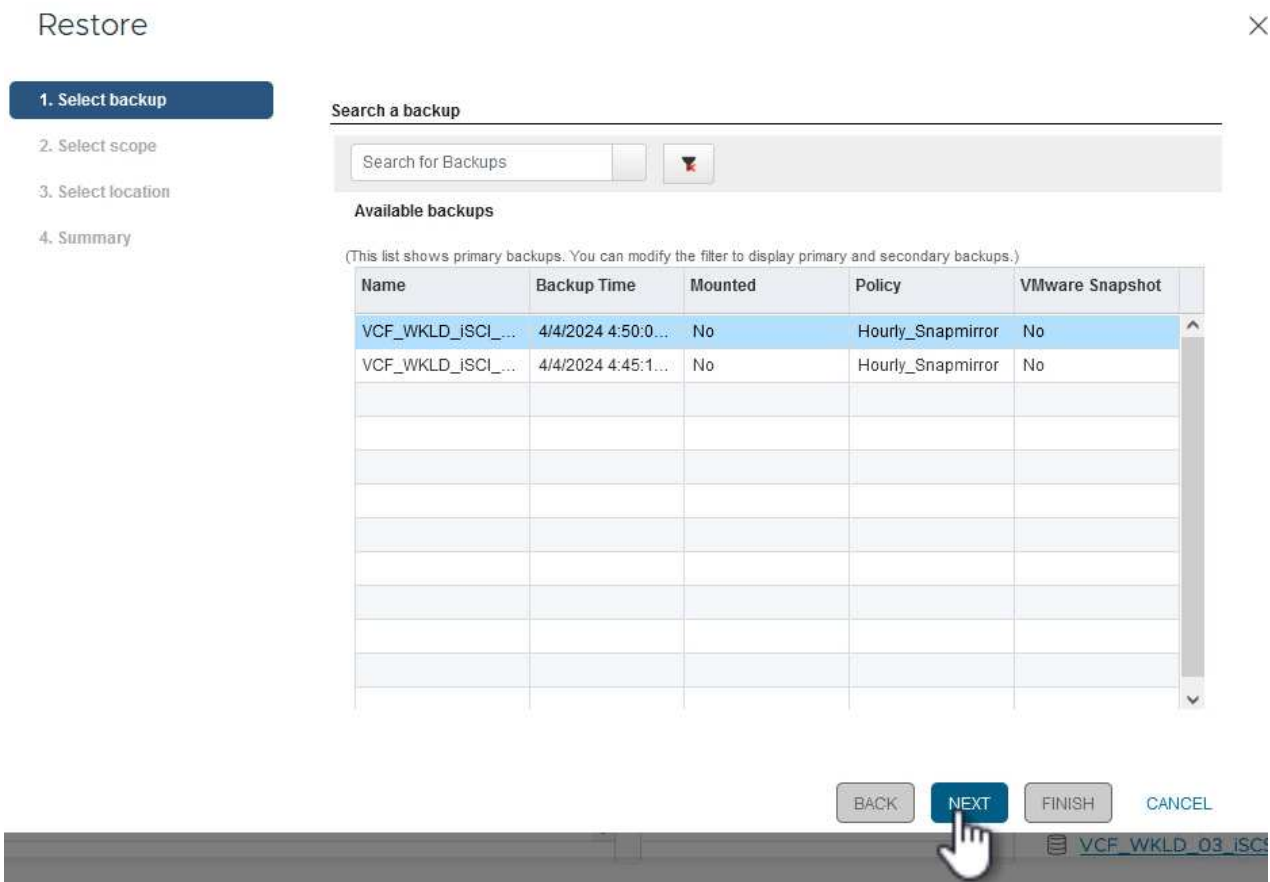 Restore
1. Select backup
2. Select scope
3. Select location
4. Summary
Search a backup
Search for Backups
Available backups
(This list shows primary backups. You can modify the filter to display primary and secondary backups.)
Name Backup Time Mounted Policy VMware Snapshot
VCF_WKLD_iSCI_... 4/4/2024 4:50:0... No Hourly_Snapmirror No
VCF_WKLD_iSCI_... 4/4/2024 4:45:1... No Hourly_Snapmirror No
BACK NEXT FINISH CANCEL
VCF_WKLD_03_iSCS